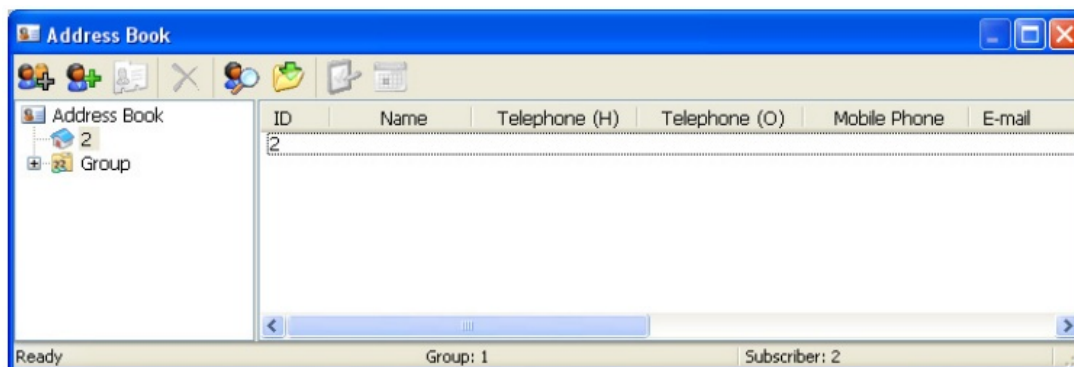 Address Book
Address Book
2
Group
ID Name Telephone (H) Telephone (O) Mobile Phone E-mail
2
Ready Group: 1 Subscriber: 2